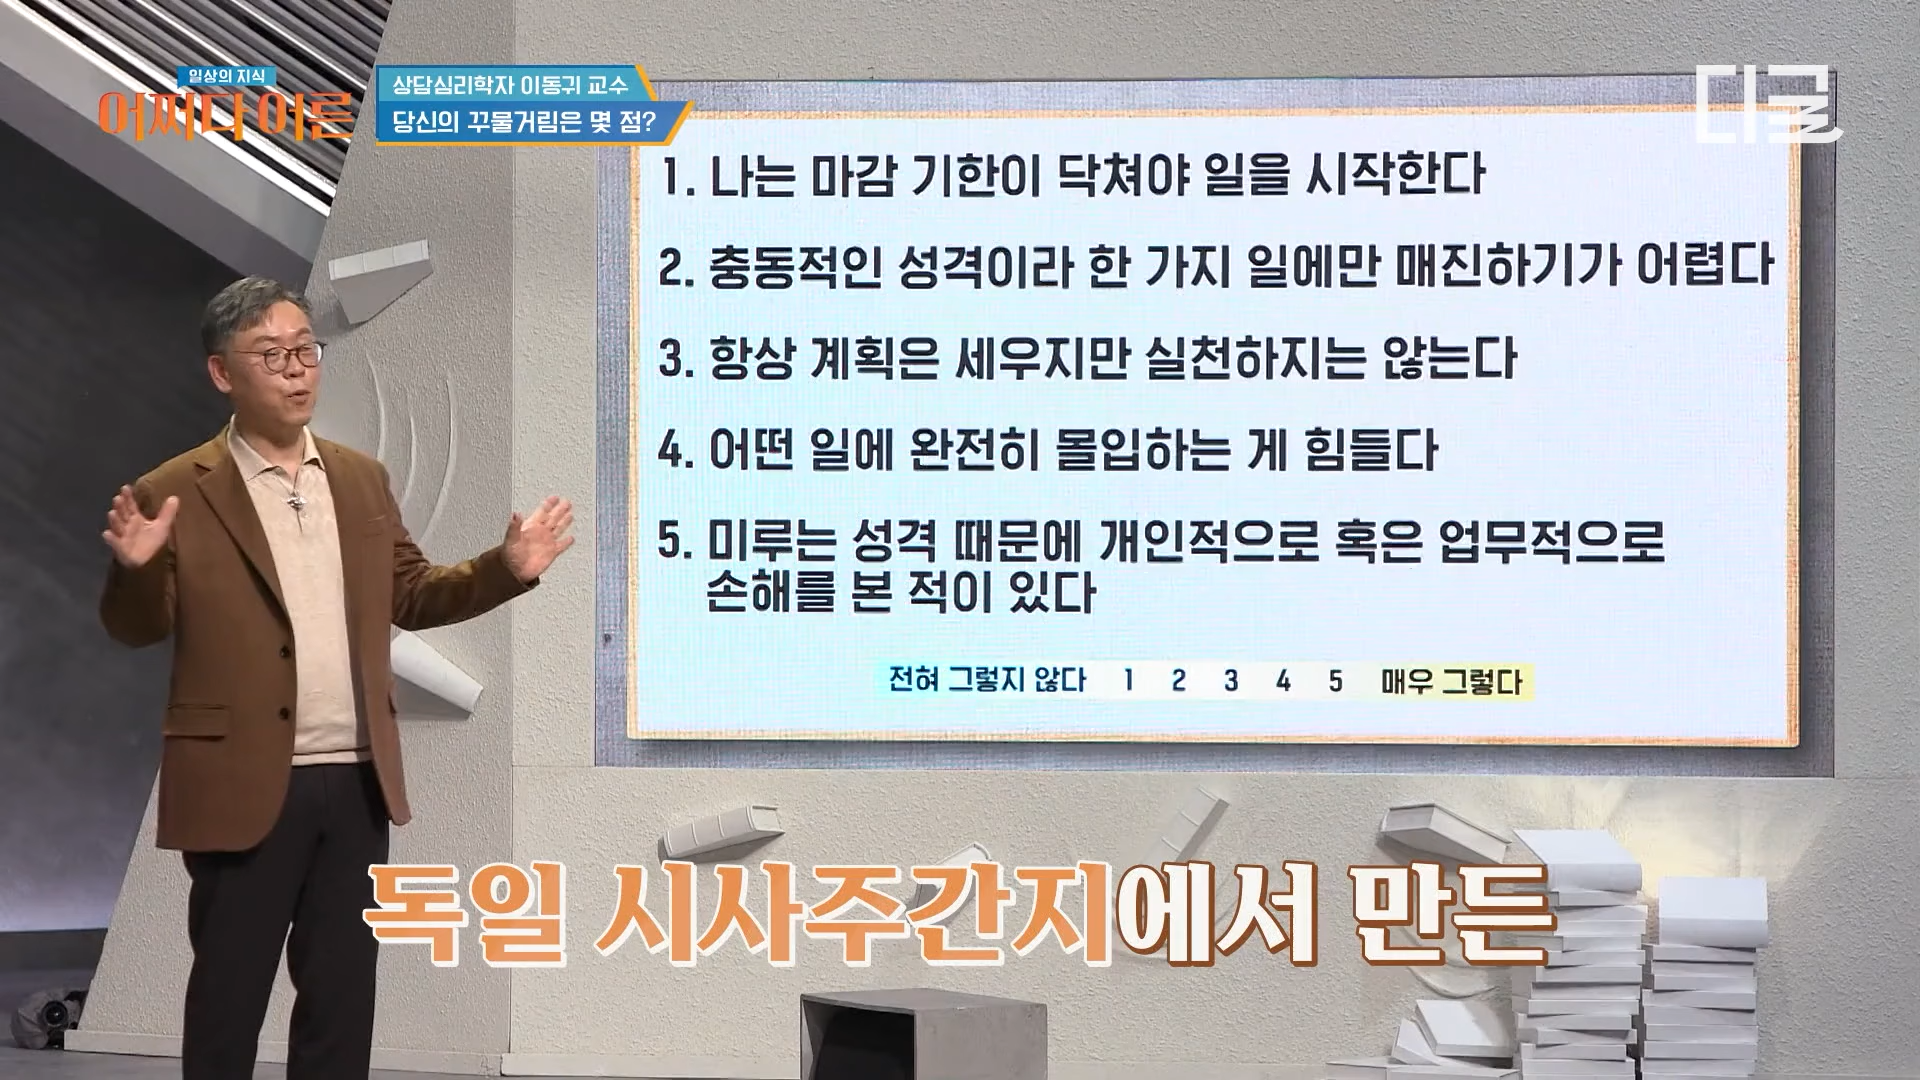 일상의 지식
어쩌다 어른
상담심리학자 이동귀 교수
당신의 꾸물거림은 몇 점?
디글
1. 나는 마감 기한이 닥쳐야 일을 시작한다
2. 충동적인 성격이라 한 가지 일에만 매진하기가 어렵다
3. 항상 계획은 세우지만 실천하지는 않는다
4. 어떤 일에 완전히 몰입하는 게 힘들다
5. 미루는 성격 때문에 개인적으로 혹은 업무적으로
손해를 본 적이 있다
전혀 그렇지 않다 1 2 3 4 5 매우 그렇다
독일 시사주간지에서 만든